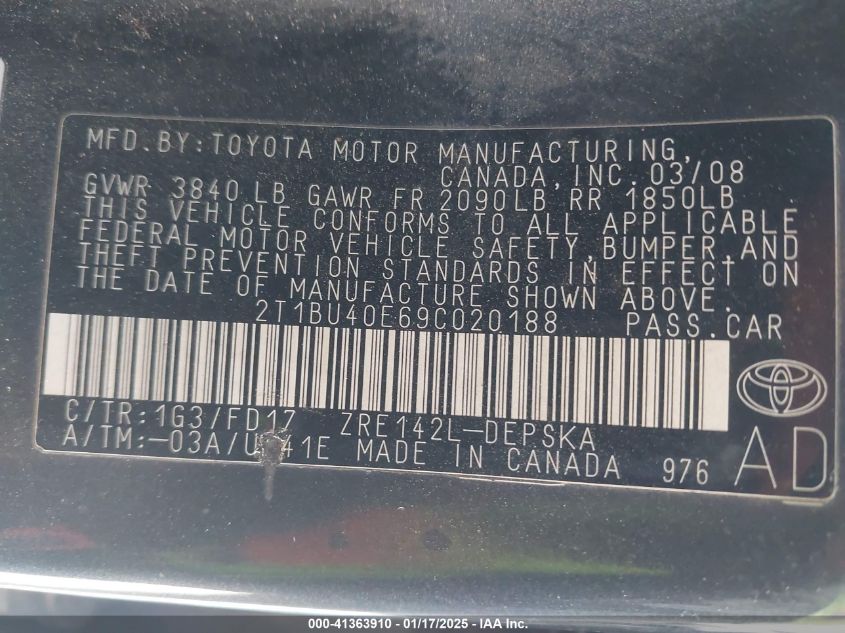 MFD.BY:TOYOTA MOTOR MANUFACTURING,
CANADA,INC. 03/08
GVWR 3840 LB GAWR FR 2090LB RR 1850LB
THIS VEHICLE CONFORMS TO ALL APPLICABLE
FEDERAL MOTOR VEHICLE SAFETY,BUMPER,AND
THEFT PREVENTION STANDARDS IN EFFECT ON
THE DATE OF MANUFACTURE SHOWN ABOVE.
2T1BU40E69C020188 PASS.CAR
C/TR:1G3/FD17 ZRE142L-DEPSKA
A/TM:-03A/U341E MADE IN CANADA 976
AD
000-41363910 - 01/17/2025 - IAA Inc.